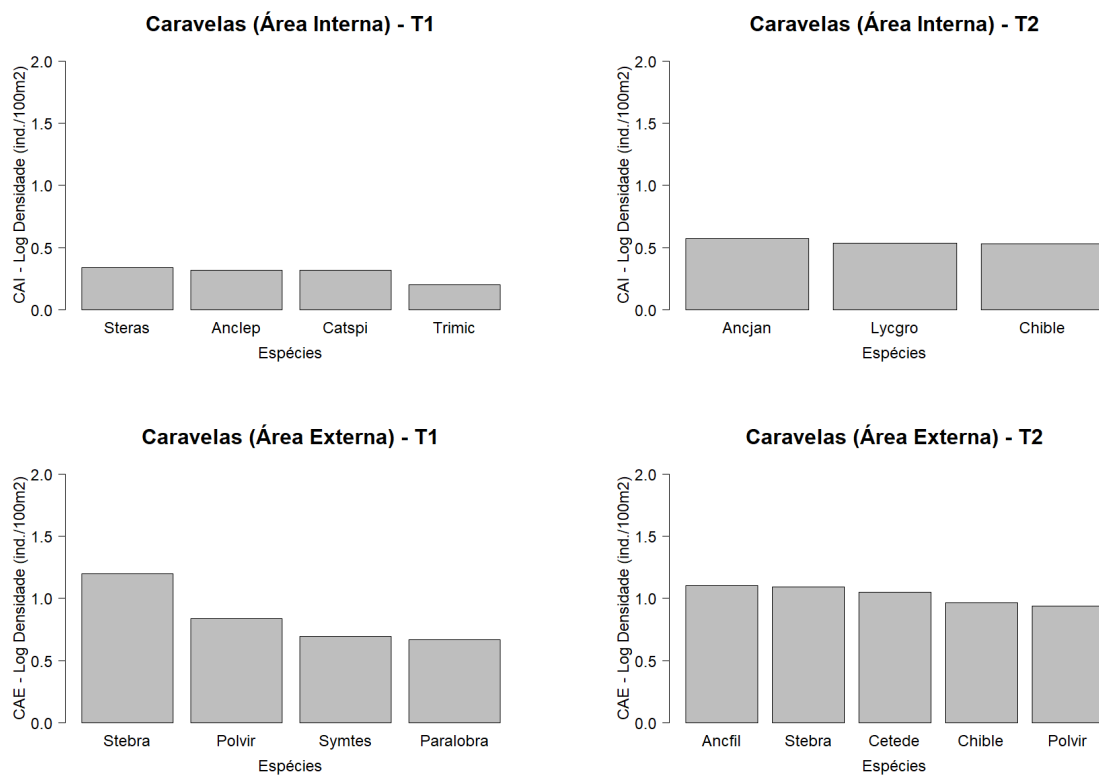 Caravelas (Área Interna) - T1
CAI - Log Densidade (ind./100m2)
2.0
1.5
1.0
0.5
0.0
Steras Anclep Catspi Trimic
Espécies
Caravelas (Área Interna) - T2
CAI - Log Densidade (ind./100m2)
2.0
1.5
1.0
0.5
0.0
Ancjan Lycgro Chible
Espécies
Caravelas (Área Externa) - T1
CAE - Log Densidade (ind./100m2)
2.0
1.5
1.0
0.5
0.0
Stebra Polvir Symtes Paralobra
Espécies
Caravelas (Área Externa) - T2
CAE - Log Densidade (ind./100m2)
2.0
1.5
1.0
0.5
0.0
Ancfil Stebra Cetede Chible Polvir
Espécies